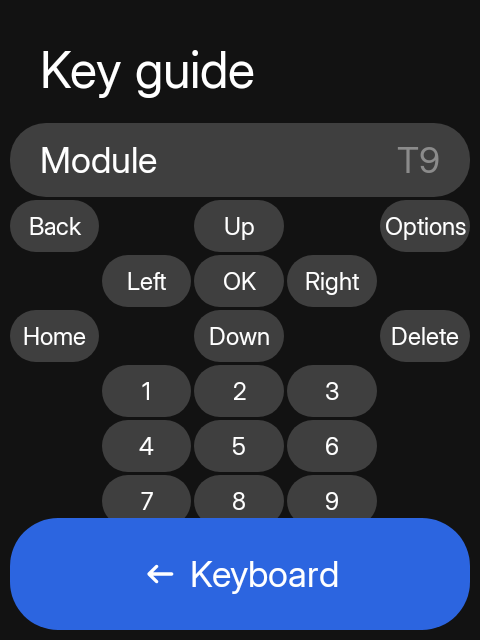 Key guide
Module T9
Back Up Options
Left OK Right
Home Down Delete
1 2 3
4 5 6
7 8 9
← Keyboard